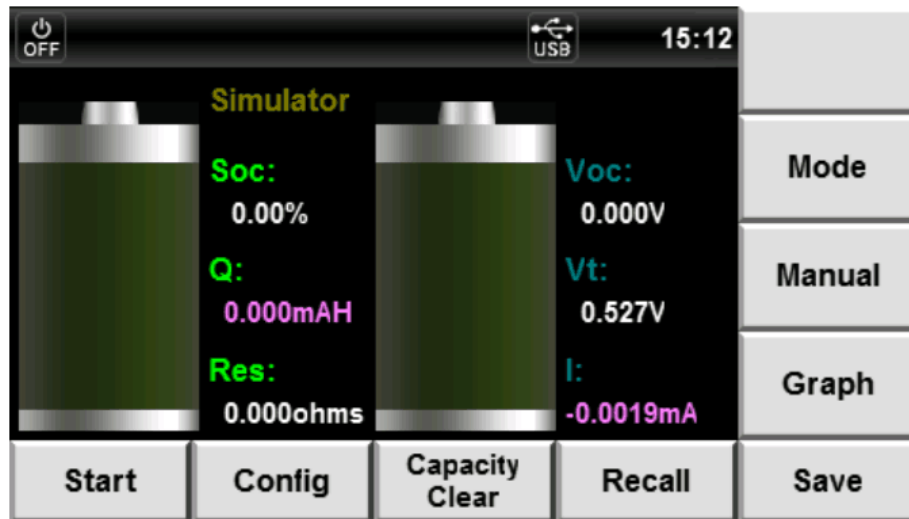 OFF
USB
15:12
Simulator
Soc:
0.00%
Q:
0.000mAH
Res:
0.000ohms
Voc:
0.000V
Vt:
0.527V
I:
-0.0019mA
Mode
Manual
Graph
Start
Config
Capacity
Clear
Recall
Save